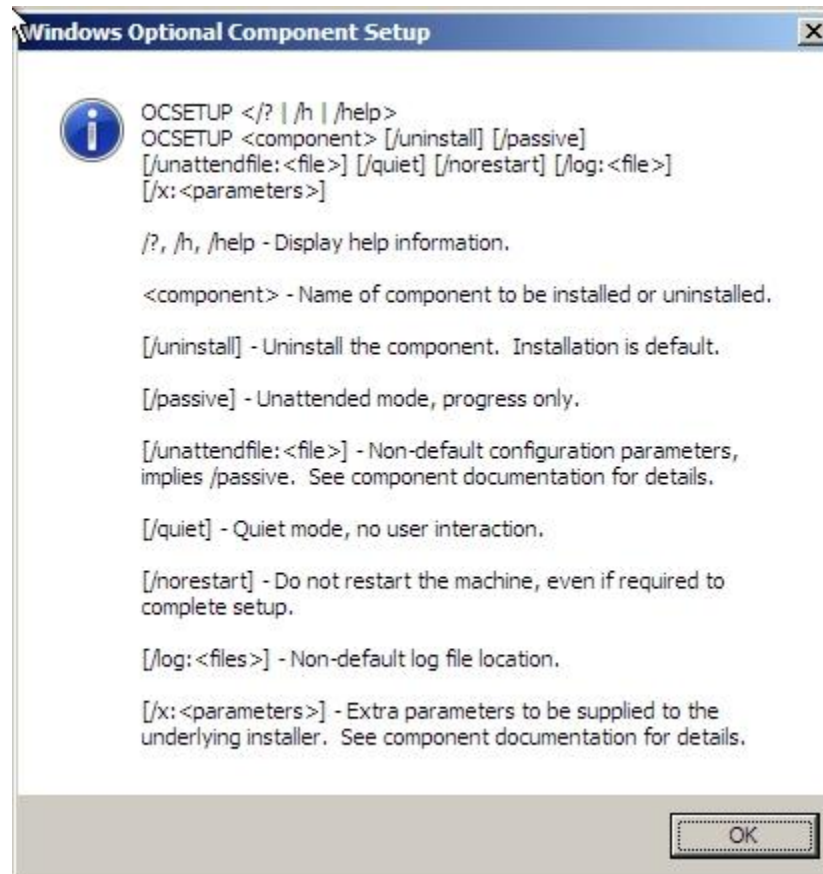 Windows Optional Component Setup
OCSETUP </? | /h | /help>
OCSETUP <component> [/uninstall] [/passive]
[/unattendfile:<file>] [/quiet] [/norestart] [/log:<file>]
[/x:<parameters>]
/?, /h, /help - Display help information.
<component> - Name of component to be installed or uninstalled.
[/uninstall] - Uninstall the component.  Installation is default.
[/passive] - Unattended mode, progress only.
[/unattendfile:<file>] - Non-default configuration parameters,
implies /passive.  See component documentation for details.
[/quiet] - Quiet mode, no user interaction.
[/norestart] - Do not restart the machine, even if required to
complete setup.
[/log:<files>] - Non-default log file location.
[/x:<parameters>] - Extra parameters to be supplied to the
underlying installer.  See component documentation for details.
OK